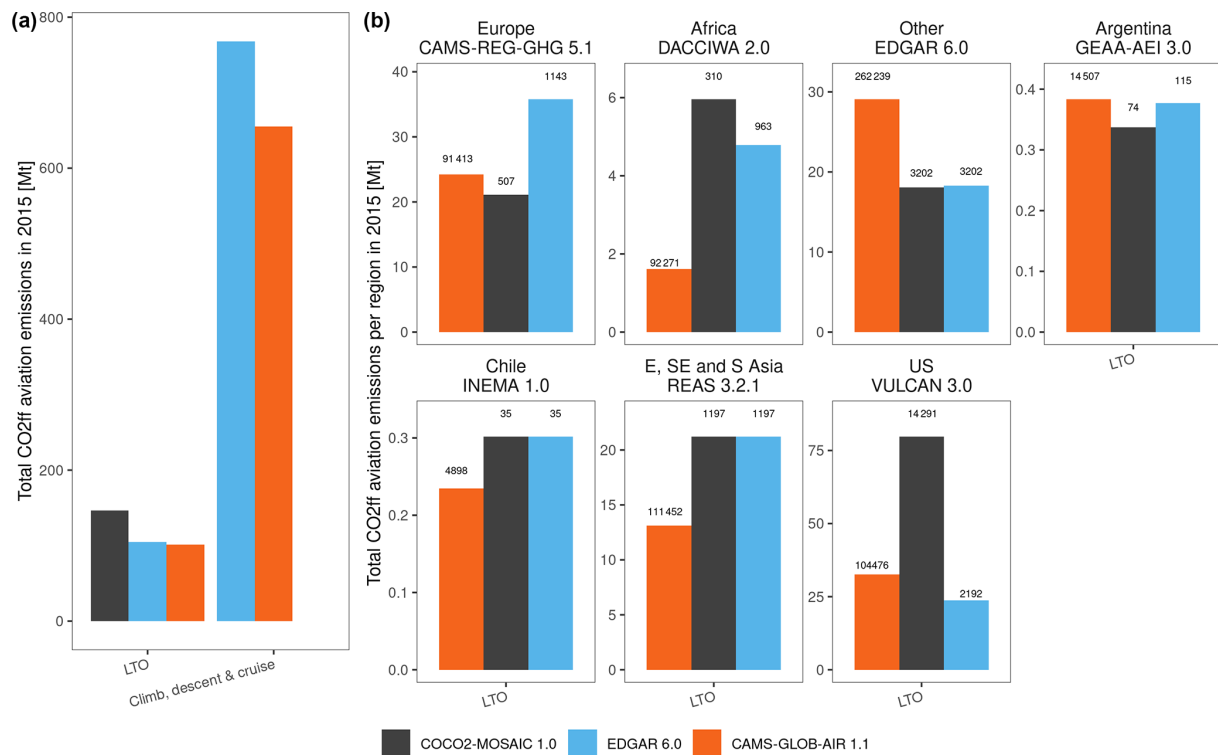 (a)
Total CO2ff aviation emissions in 2015 [Mt]
800
600
400
200
0
LTO
Climb, descent & cruise
(b)
Total CO2ff aviation emissions per region in 2015 [Mt]
Europe
CAMS-REG-GHG 5.1
40
30
20
10
0
91 413
507
1143
Africa
DACCIWA 2.0
6
4
2
0
92 271
310
963
Other
EDGAR 6.0
30
20
10
0
262 239
3202
3202
Argentina
GEAA-AEI 3.0
0.4
0.3
0.2
0.1
0.0
14 507
74
115
LTO
Chile
INEMA 1.0
0.3
0.2
0.1
0.0
4898
35
35
LTO
E, SE and S Asia
REAS 3.2.1
20
15
10
5
0
111 452
1197
1197
LTO
US
VULCAN 3.0
75
50
25
0
104476
14 291
2192
LTO
COCO2-MOSAIC 1.0
EDGAR 6.0
CAMS-GLOB-AIR 1.1